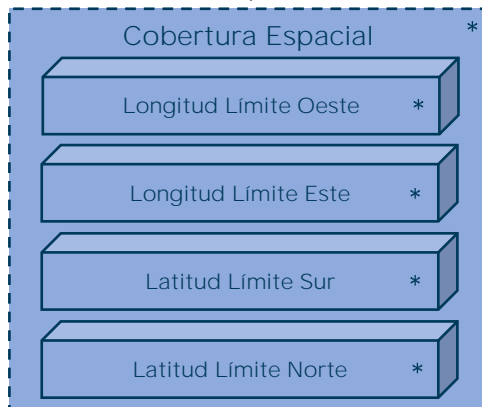 Cobertura Espacial *
Longitud Límite Oeste *
Longitud Límite Este *
Latitud Límite Sur *
Latitud Límite Norte *